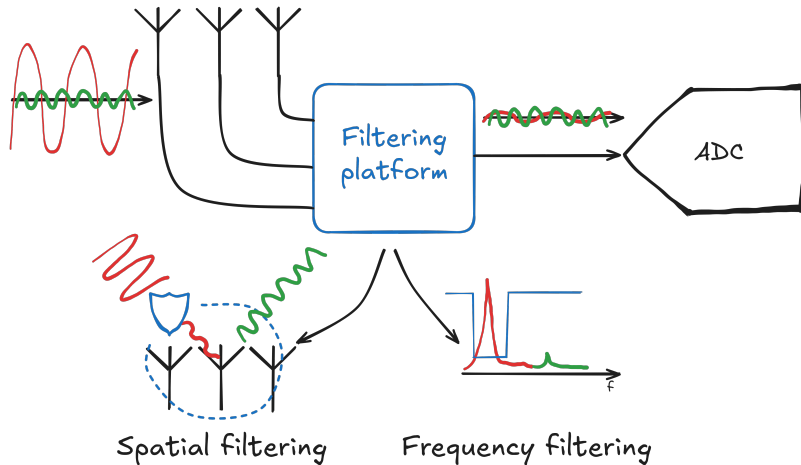 Filtering
platform
ADC
f
Spatial filtering
Frequency filtering